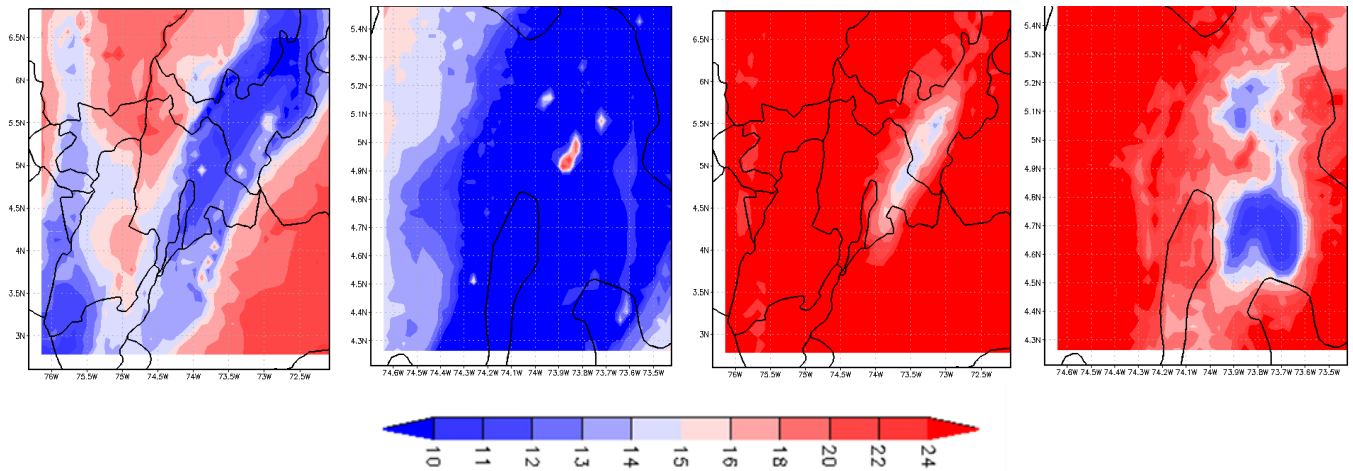 6.5N
6N
5.5N
5N
4.5N
4N
3.5N
3N
76W 75.5W 75W 74.5W 74W 73.5W 73W 72.5W
5.4N
5.3N
5.2N
5.1N
5N
4.9N
4.8N
4.7N
4.6N
4.5N
4.4N
4.3N
74.6W 74.5W 74.4W 74.3W 74.2W 74.1W 74W 73.9W 73.8W 73.7W 73.6W 73.5W
6.5N
6N
5.5N
5N
4.5N
4N
3.5N
3N
76W 75.5W 75W 74.5W 74W 73.5W 73W 72.5W
5.4N
5.3N
5.2N
5.1N
5N
4.9N
4.8N
4.7N
4.6N
4.5N
4.4N
4.3N
74.6W 74.5W 74.4W 74.3W 74.2W 74.1W 74W 73.9W 73.8W 73.7W 73.6W 73.5W
10 11 12 13 14 15 16 18 20 22 24